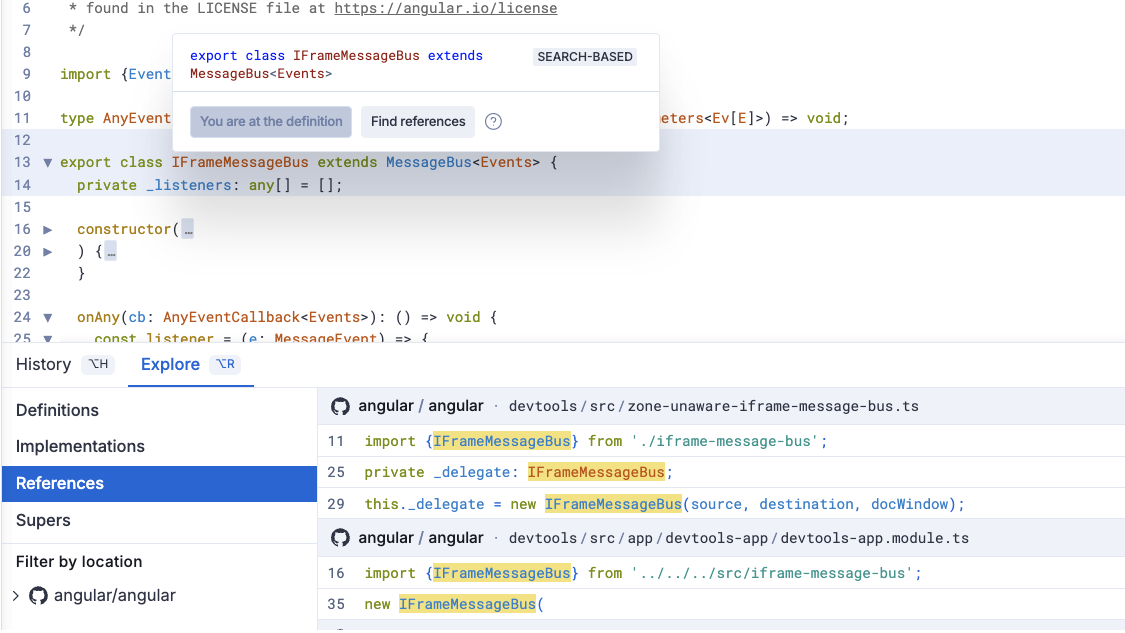 6 * found in the LICENSE file at https://angular.io/license
7 */
8
export class IFrameMessageBus extends
MessageBus<Events>
SEARCH-BASED
9 import {Event
10
11 type AnyEvent eters<Ev[E]>) => void;
You are at the definition Find references ?
12
13 ▼ export class IFrameMessageBus extends MessageBus<Events> {
14 private _listeners: any[] = [];
15
16 ▶ constructor(…
20 ▶ ) {…
22 }
23
24 ▼ onAny(cb: AnyEventCallback<Events>): () => void {
25 ▼ const listener = (e: MessageEvent) => {
History ⌥H Explore ⌥R
Definitions
Implementations
References
Supers
Filter by location
> angular/angular
angular / angular · devtools/src/zone-unaware-iframe-message-bus.ts
11 import {IFrameMessageBus} from './iframe-message-bus';
25 private _delegate: IFrameMessageBus;
29 this._delegate = new IFrameMessageBus(source, destination, docWindow);
angular / angular · devtools/src/app/devtools-app/devtools-app.module.ts
16 import {IFrameMessageBus} from '../../../src/iframe-message-bus';
35 new IFrameMessageBus(